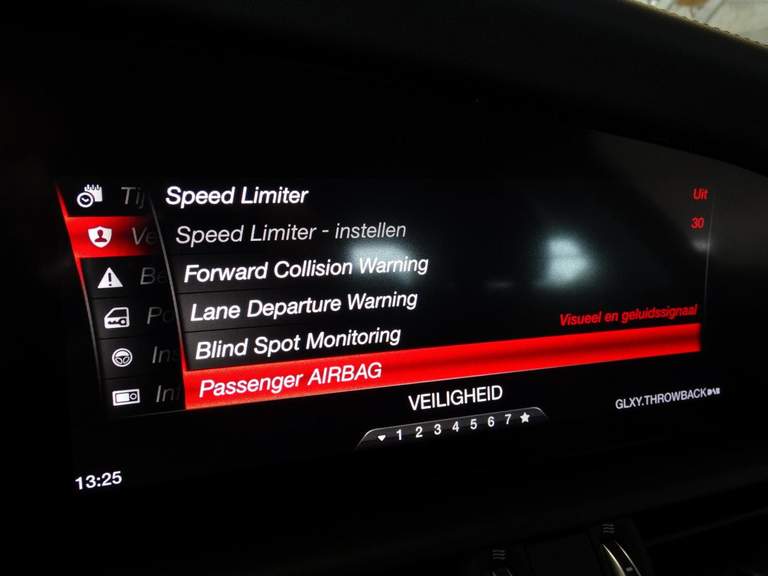 Speed Limiter Uit
Speed Limiter - instellen 30
Forward Collision Warning
Lane Departure Warning
Blind Spot Monitoring Visueel en geluidssignaal
Passenger AIRBAG
VEILIGHEID
1 2 3 4 5 6 7
GLXY.THROWBACK
13:25